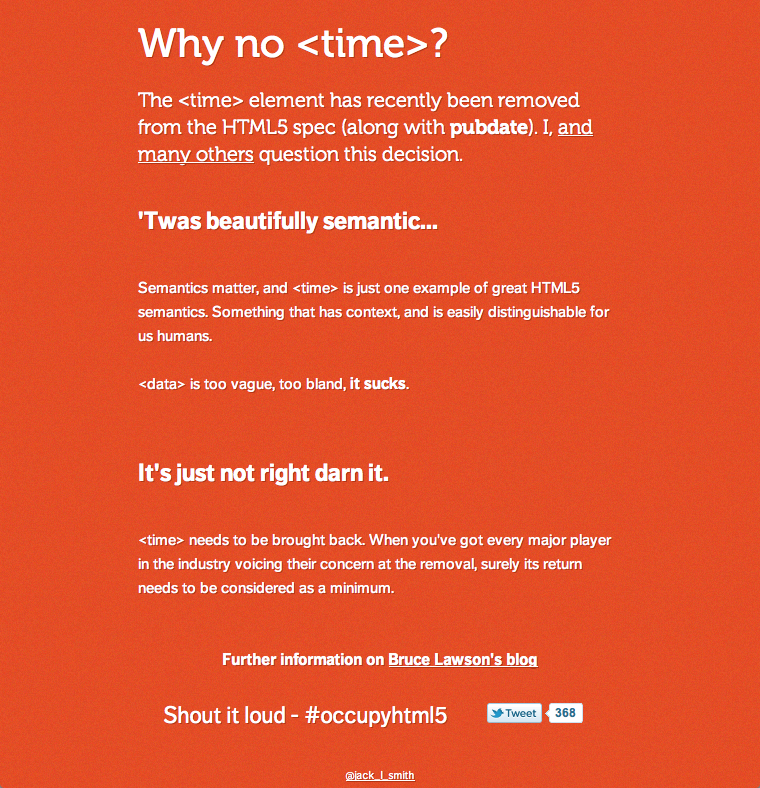 Why no <time>?
The <time> element has recently been removed
from the HTML5 spec (along with pubdate). I, and
many others question this decision.
'Twas beautifully semantic...
Semantics matter, and <time> is just one example of great HTML5
semantics. Something that has context, and is easily distinguishable for
us humans.
<data> is too vague, too bland, it sucks.
It's just not right darn it.
<time> needs to be brought back. When you've got every major player
in the industry voicing their concern at the removal, surely its return
needs to be considered as a minimum.
Further information on Bruce Lawson's blog
Shout it loud - #occupyhtml5
Tweet 368
@jack_l_smith